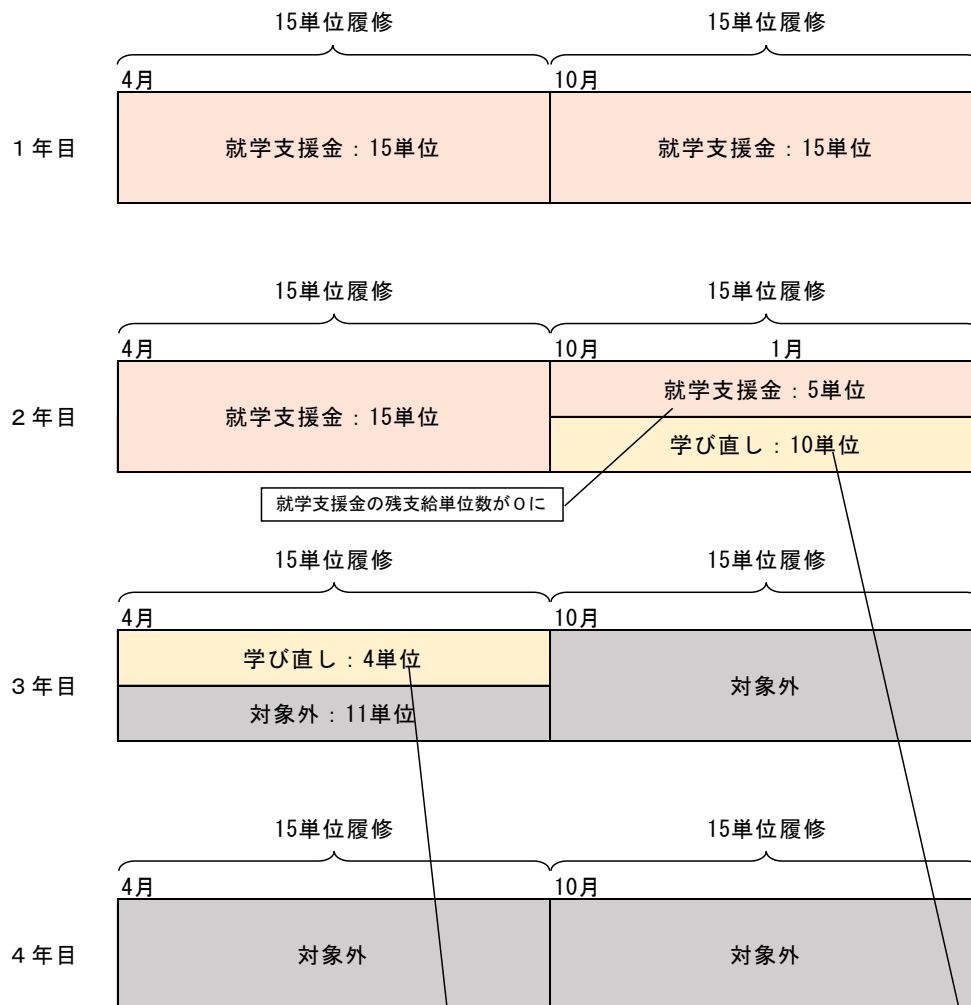 15単位履修 15単位履修
4月 10月
1年目 就学支援金：15単位 就学支援金：15単位
15単位履修 15単位履修
4月 10月 1月
2年目 就学支援金：15単位 就学支援金：5単位
学び直し：10単位
就学支援金の残支給単位数が0に
15単位履修 15単位履修
4月 10月
学び直し：4単位
3年目 対象外
対象外：11単位
15単位履修 15単位履修
4月 10月
4年目 対象外 対象外